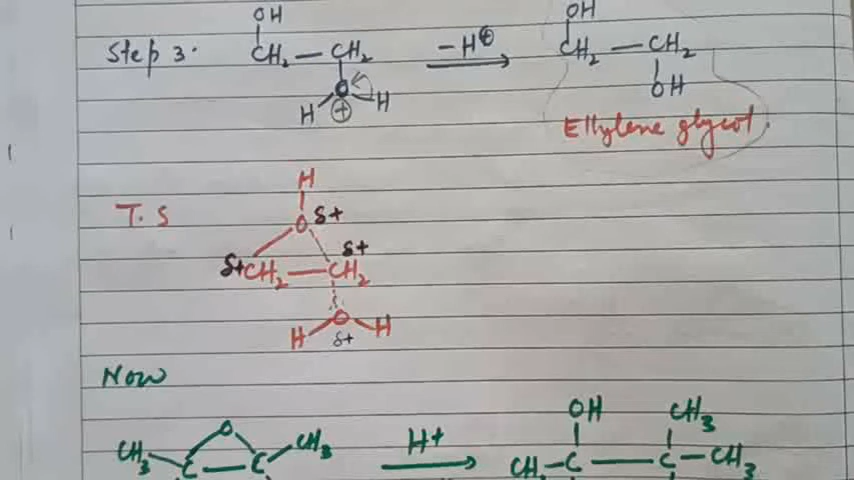 OH OH
Step 3. CH₂ — CH₂ −H⊕ CH₂ — CH₂
O OH
H ⊕ H
Ethylene glycol.
H
T.S O δ+
δ+
δ+CH₂ — CH₂
H O H
δ+
Now
OH CH₃
O
CH₃ CH₃ H+
C — C CH₃–C — C–CH₃